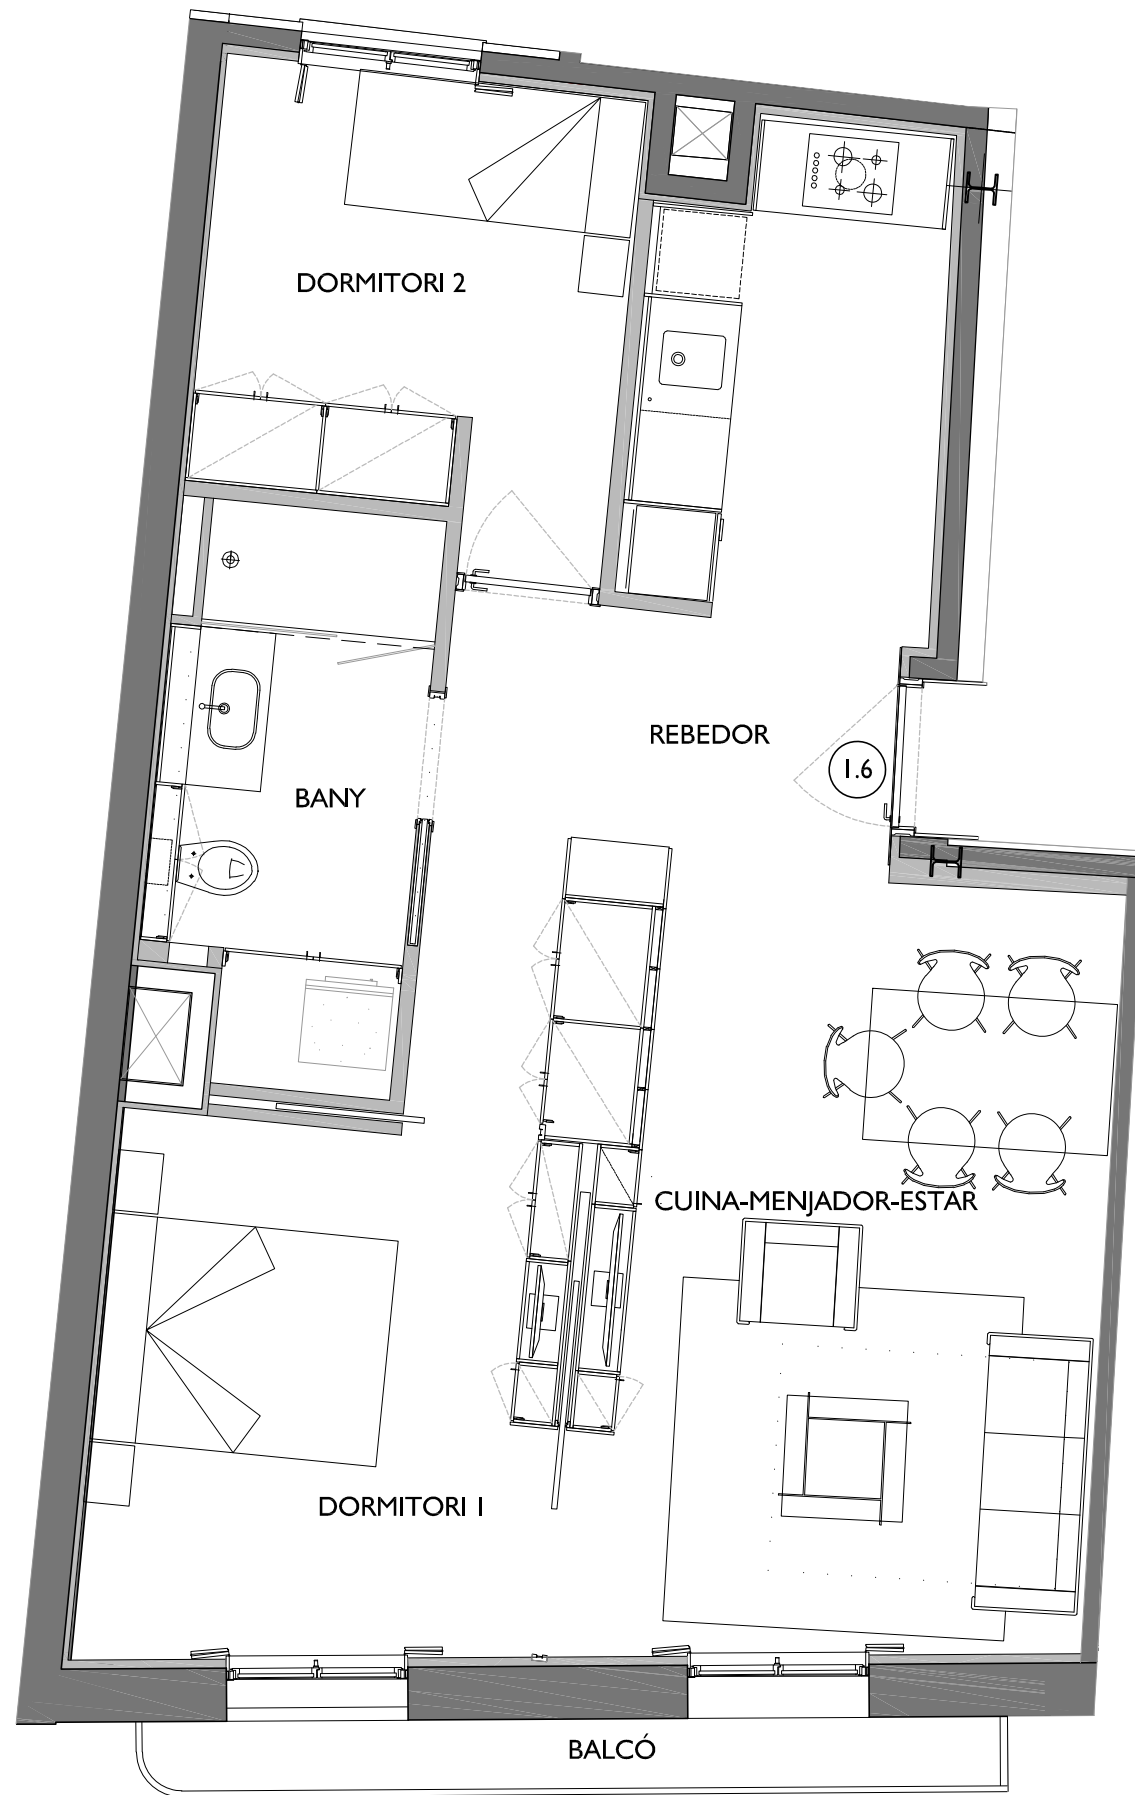 DORMITORI 2
REBEDOR
1.6
BANY
CUINA-MENJADOR-ESTAR
DORMITORI 1
BALCÓ